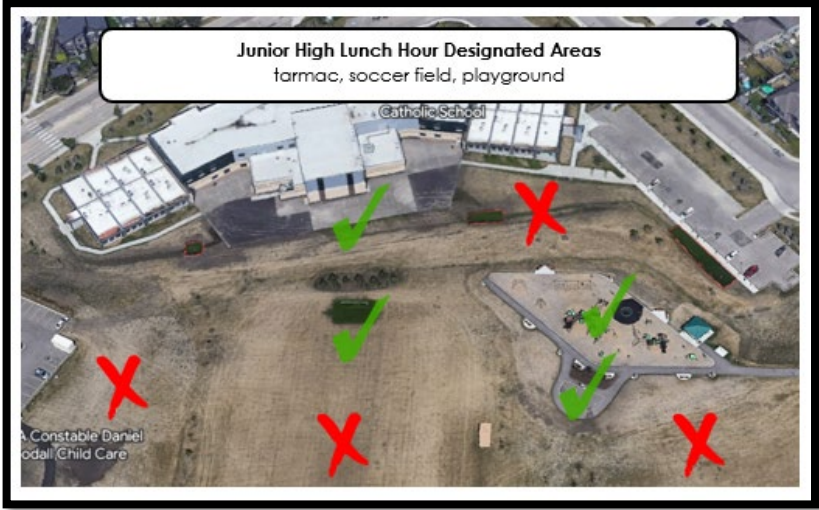 Junior High Lunch Hour Designated Areas
tarmac, soccer field, playground
Catholic School
A Constable Daniel
odall Child Care